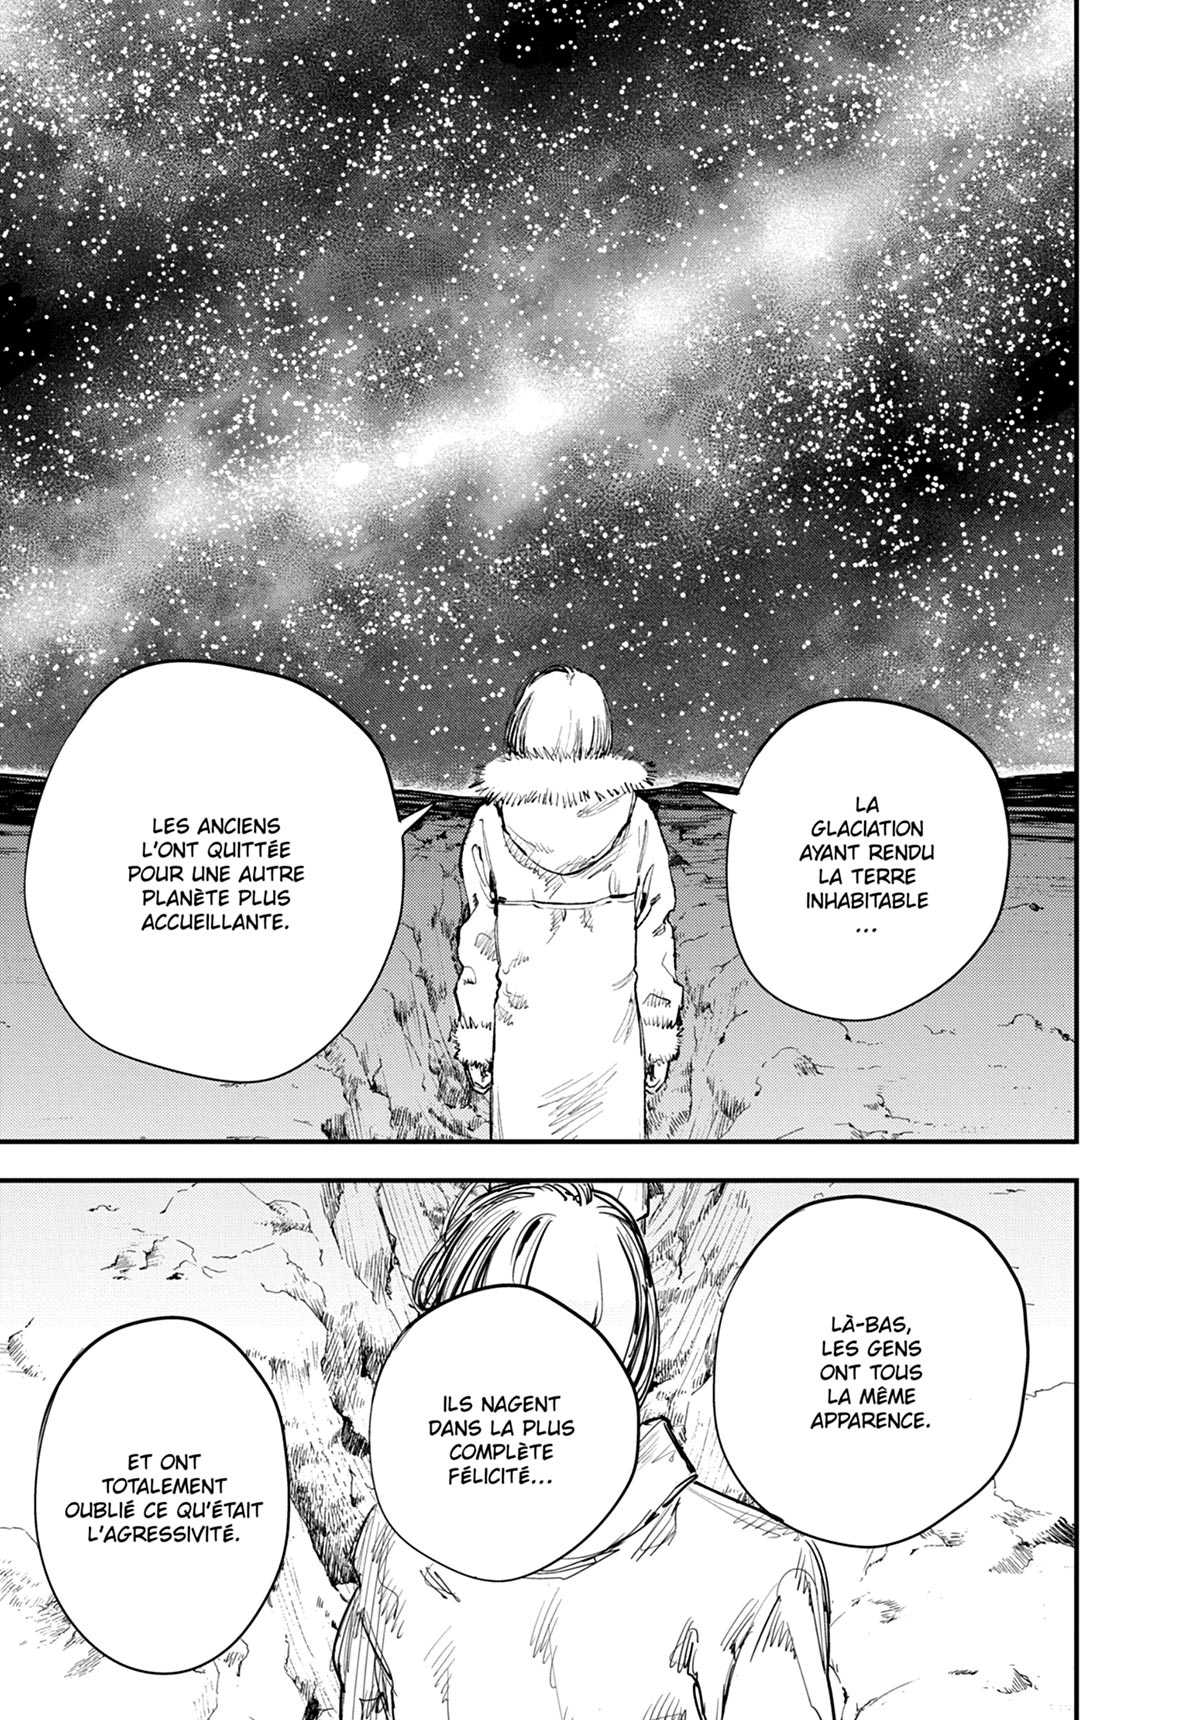 LA
GLACIATION
AYANT RENDU
LA TERRE
INHABITABLE
...
LES ANCIENS
L'ONT QUITTÉE
POUR UNE AUTRE
PLANÈTE PLUS
ACCUEILLANTE.
LÀ-BAS,
LES GENS
ONT TOUS
LA MÊME
APPARENCE.
ILS NAGENT
DANS LA PLUS
COMPLÈTE
FÉLICITÉ...
ET ONT
TOTALEMENT
OUBLIÉ CE QU'ÉTAIT
L'AGRESSIVITÉ.